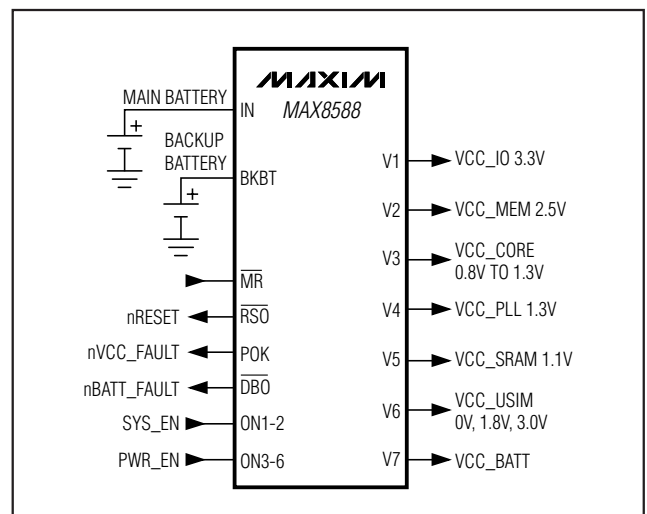 MAXIM
MAX8588
MAIN BATTERY
IN
+
BACKUP
BATTERY
BKBT
+
MR
nRESET
RSO
nVCC_FAULT
POK
nBATT_FAULT
DBO
SYS_EN
ON1-2
PWR_EN
ON3-6
V1
VCC_IO 3.3V
V2
VCC_MEM 2.5V
V3
VCC_CORE
0.8V TO 1.3V
V4
VCC_PLL 1.3V
V5
VCC_SRAM 1.1V
V6
VCC_USIM
0V, 1.8V, 3.0V
V7
VCC_BATT